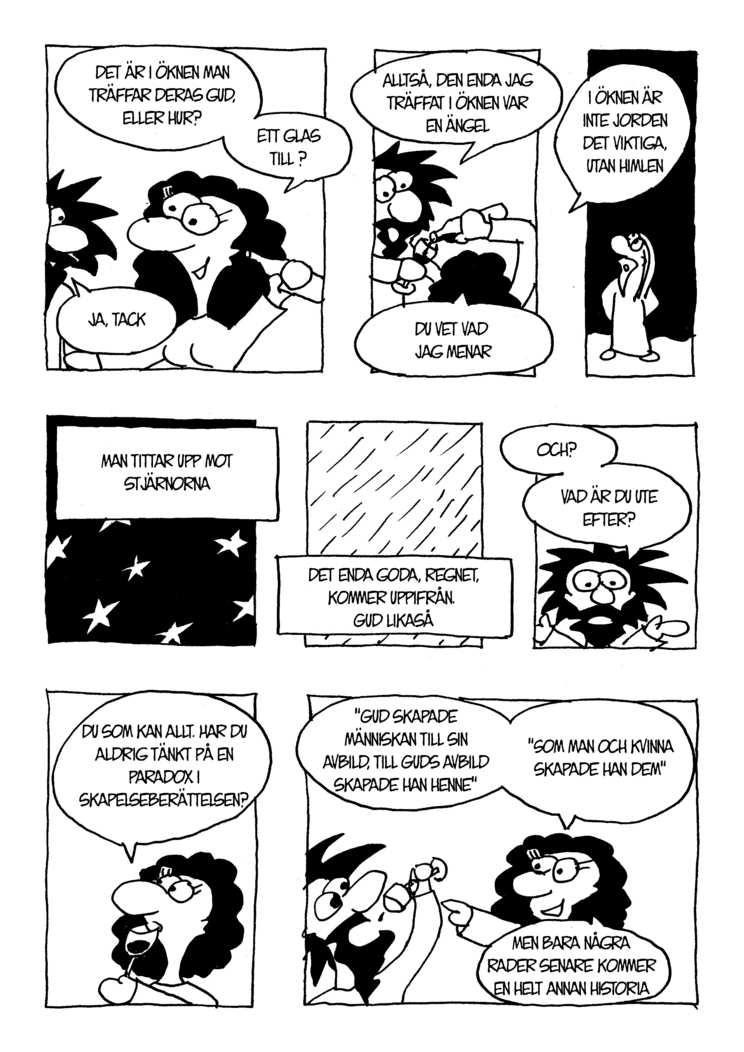 DET ÄR I ÖKNEN MAN
TRÄFFAR DERAS GUD,
ELLER HUR?
ETT GLAS
TILL ?
JA, TACK
ALLTSÅ, DEN ENDA JAG
TRÄFFAT I ÖKNEN VAR
EN ÄNGEL
DU VET VAD
JAG MENAR
I ÖKNEN ÄR
INTE JORDEN
DET VIKTIGA,
UTAN HIMLEN
MAN TITTAR UPP MOT
STJÄRNORNA
DET ENDA GODA, REGNET,
KOMMER UPPIFRÅN.
GUD LIKASÅ
OCH?
VAD ÄR DU UTE
EFTER?
DU SOM KAN ALLT. HAR DU
ALDRIG TÄNKT PÅ EN
PARADOX I
SKAPELSEBERÄTTELSEN?
"GUD SKAPADE
MÄNNISKAN TILL SIN
AVBILD, TILL GUDS AVBILD
SKAPADE HAN HENNE"
"SOM MAN OCH KVINNA
SKAPADE HAN DEM"
MEN BARA NÅGRA
RADER SENARE KOMMER
EN HELT ANNAN HISTORIA